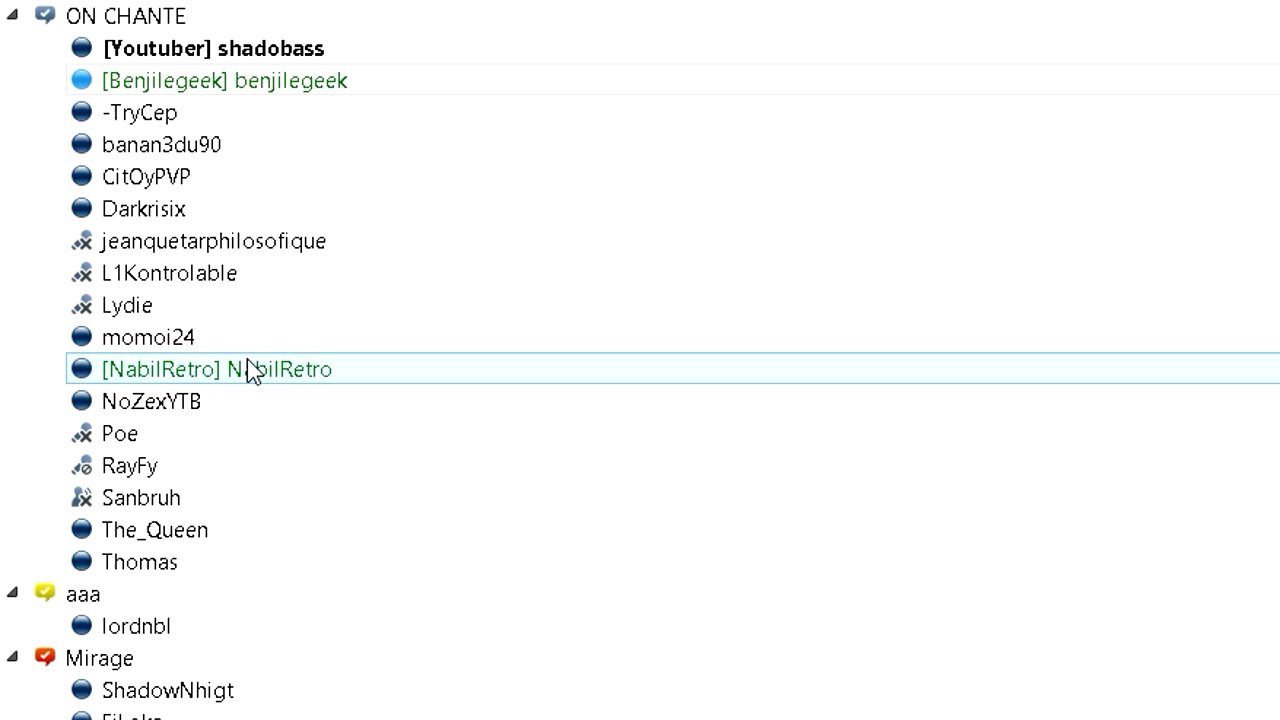 ON CHANTE
[Youtuber] shadobass
[Benjilegeek] benjilegeek
-TryCep
banan3du90
CitOyPVP
Darkrisix
jeanquetarphilosofique
L1Kontrolable
Lydie
momoi24
[NabilRetro] NabilRetro
NoZexYTB
Poe
RayFy
Sanbruh
The_Queen
Thomas
aaa
lordnbl
Mirage
ShadowNhigt